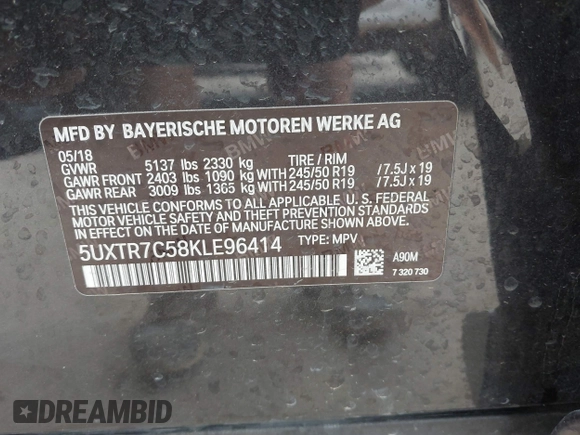 MFD BY BAYERISCHE MOTOREN WERKE AG
05/18
GVWR 5137 lbs 2330 kg TIRE / RIM
GAWR FRONT 2403 lbs 1090 kg WITH 245/50 R19 /7.5J x 19
GAWR REAR 3009 lbs 1365 kg WITH 245/50 R19 /7.5J x 19
THIS VEHICLE CONFORMS TO ALL APPLICABLE U. S. FEDERAL
MOTOR VEHICLE SAFETY AND THEFT PREVENTION STANDARDS
IN EFFECT ON THE DATE OF MANUFACTURE SHOWN ABOVE.
5UXTR7C58KLE96414 TYPE: MPV
A90M
7 320 730
DREAMBID